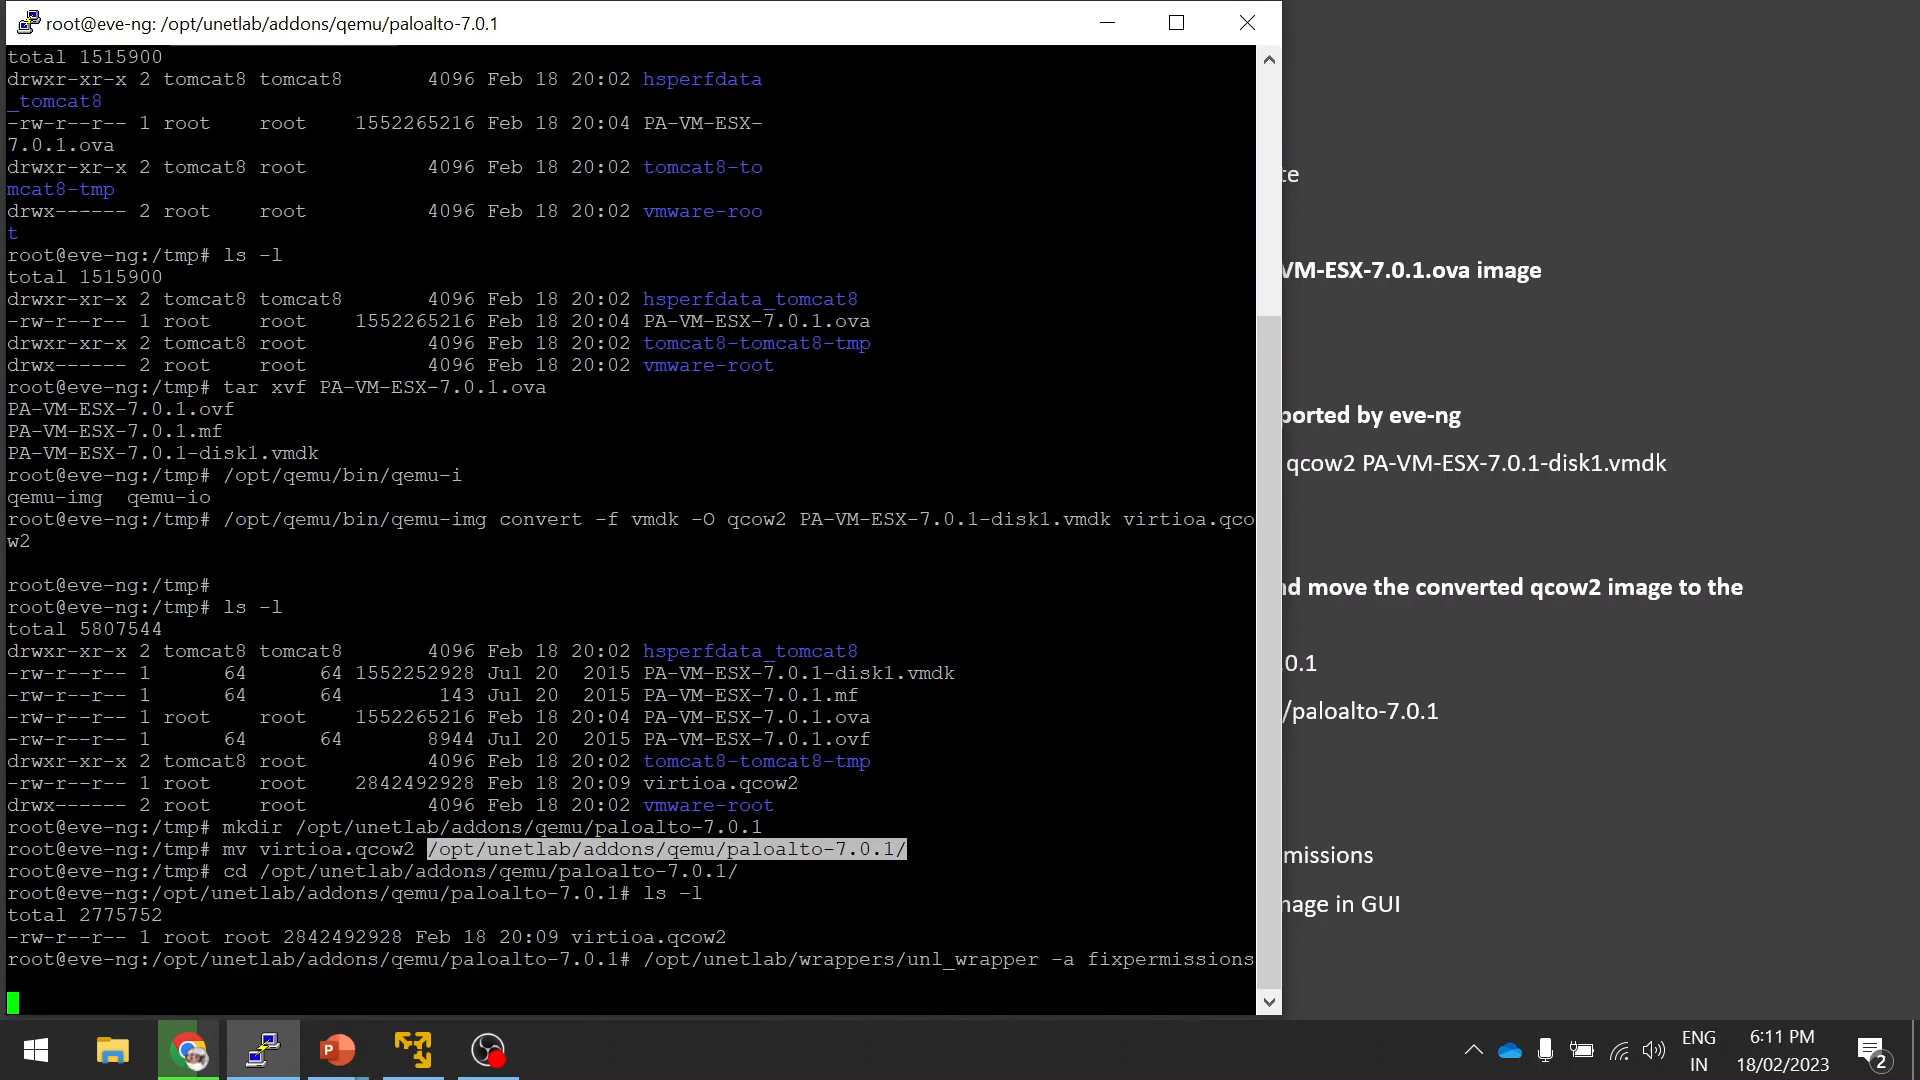 root@eve-ng: /opt/unetlab/addons/qemu/paloalto-7.0.1
total 1515900
drwxr-xr-x 2 tomcat8 tomcat8 4096 Feb 18 20:02 hsperfdata
_tomcat8
-rw-r--r-- 1 root root 1552265216 Feb 18 20:04 PA-VM-ESX-
7.0.1.ova
drwxr-xr-x 2 tomcat8 root 4096 Feb 18 20:02 tomcat8-to
mcat8-tmp
drwx------ 2 root root 4096 Feb 18 20:02 vmware-roo
t
root@eve-ng:/tmp# ls -l
total 1515900
drwxr-xr-x 2 tomcat8 tomcat8 4096 Feb 18 20:02 hsperfdata_tomcat8
-rw-r--r-- 1 root root 1552265216 Feb 18 20:04 PA-VM-ESX-7.0.1.ova
drwxr-xr-x 2 tomcat8 root 4096 Feb 18 20:02 tomcat8-tomcat8-tmp
drwx------ 2 root root 4096 Feb 18 20:02 vmware-root
root@eve-ng:/tmp# tar xvf PA-VM-ESX-7.0.1.ova
PA-VM-ESX-7.0.1.ovf
PA-VM-ESX-7.0.1.mf
PA-VM-ESX-7.0.1-disk1.vmdk
root@eve-ng:/tmp# /opt/qemu/bin/qemu-i
qemu-img qemu-io
root@eve-ng:/tmp# /opt/qemu/bin/qemu-img convert -f vmdk -O qcow2 PA-VM-ESX-7.0.1-disk1.vmdk virtioa.qco
w2
root@eve-ng:/tmp#
root@eve-ng:/tmp# ls -l
total 5807544
drwxr-xr-x 2 tomcat8 tomcat8 4096 Feb 18 20:02 hsperfdata_tomcat8
-rw-r--r-- 1 64 64 1552252928 Jul 20 2015 PA-VM-ESX-7.0.1-disk1.vmdk
-rw-r--r-- 1 64 64 143 Jul 20 2015 PA-VM-ESX-7.0.1.mf
-rw-r--r-- 1 root root 1552265216 Feb 18 20:04 PA-VM-ESX-7.0.1.ova
-rw-r--r-- 1 64 64 8944 Jul 20 2015 PA-VM-ESX-7.0.1.ovf
drwxr-xr-x 2 tomcat8 root 4096 Feb 18 20:02 tomcat8-tomcat8-tmp
-rw-r--r-- 1 root root 2842492928 Feb 18 20:09 virtioa.qcow2
drwx------ 2 root root 4096 Feb 18 20:02 vmware-root
root@eve-ng:/tmp# mkdir /opt/unetlab/addons/qemu/paloalto-7.0.1
root@eve-ng:/tmp# mv virtioa.qcow2 /opt/unetlab/addons/qemu/paloalto-7.0.1/
root@eve-ng:/tmp# cd /opt/unetlab/addons/qemu/paloalto-7.0.1/
root@eve-ng:/opt/unetlab/addons/qemu/paloalto-7.0.1# ls -l
total 2775752
-rw-r--r-- 1 root root 2842492928 Feb 18 20:09 virtioa.qcow2
root@eve-ng:/opt/unetlab/addons/qemu/paloalto-7.0.1# /opt/unetlab/wrappers/unl_wrapper -a fixpermissions
te
VM-ESX-7.0.1.ova image
ported by eve-ng
qcow2 PA-VM-ESX-7.0.1-disk1.vmdk
nd move the converted qcow2 image to the
.0.1
/paloalto-7.0.1
missions
mage in GUI
ENG
IN
6:11 PM
18/02/2023
2